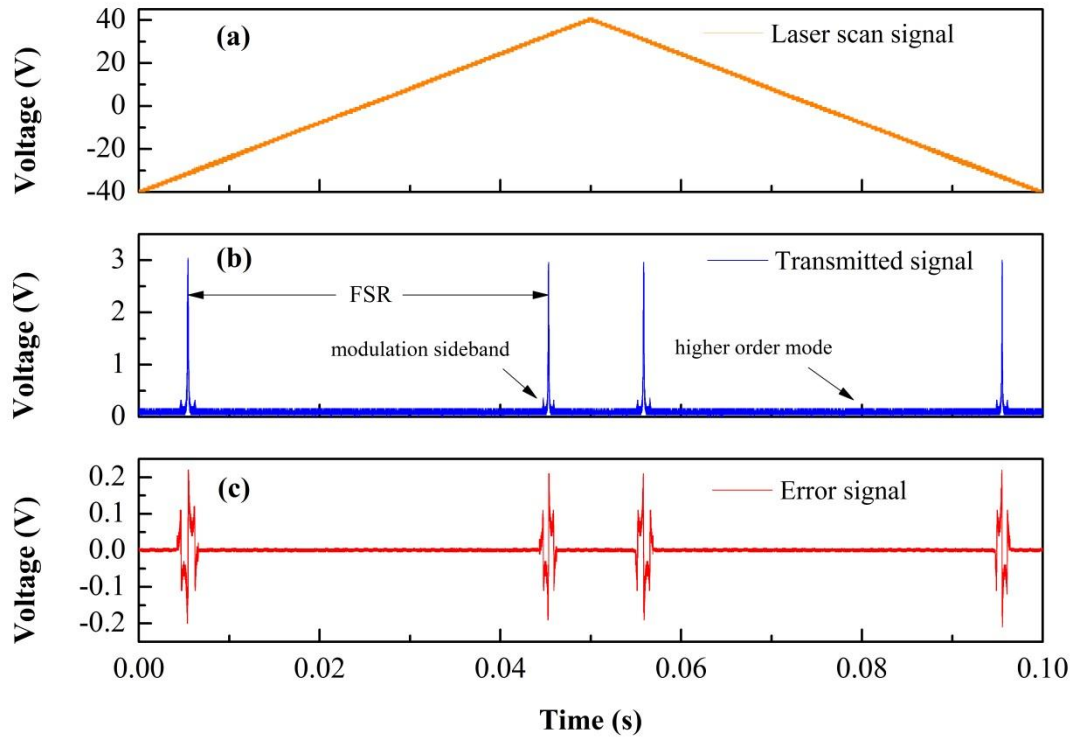 40
20
0
-20
-40
Voltage (V)
(a)
Laser scan signal
3
2
1
0
Voltage (V)
(b)
Transmitted signal
FSR
modulation sideband
higher order mode
0.2
0.1
0.0
-0.1
-0.2
Voltage (V)
(c)
Error signal
0.00 0.02 0.04 0.06 0.08 0.10
Time (s)